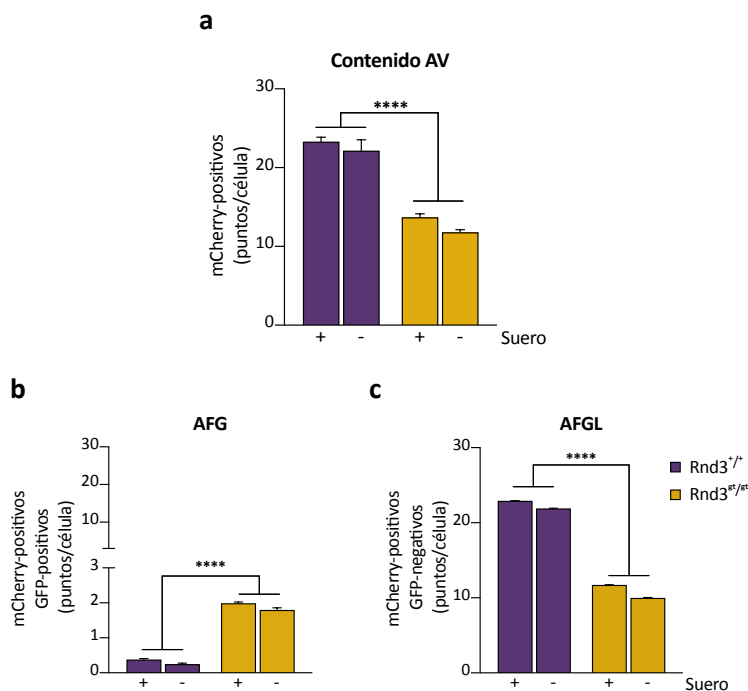 a
Contenido AV
mCherry-positivos
(puntos/célula)
30
20
10
0
****
+ - + - Suero
b
AFG
mCherry-positivos
GFP-positivos
(puntos/célula)
30
20
10
3
2
1
0
****
+ - + -
c
AFGL
mCherry-positivos
GFP-negativos
(puntos/célula)
30
20
10
0
****
+ - + - Suero
Rnd3+/+
Rnd3gt/gt